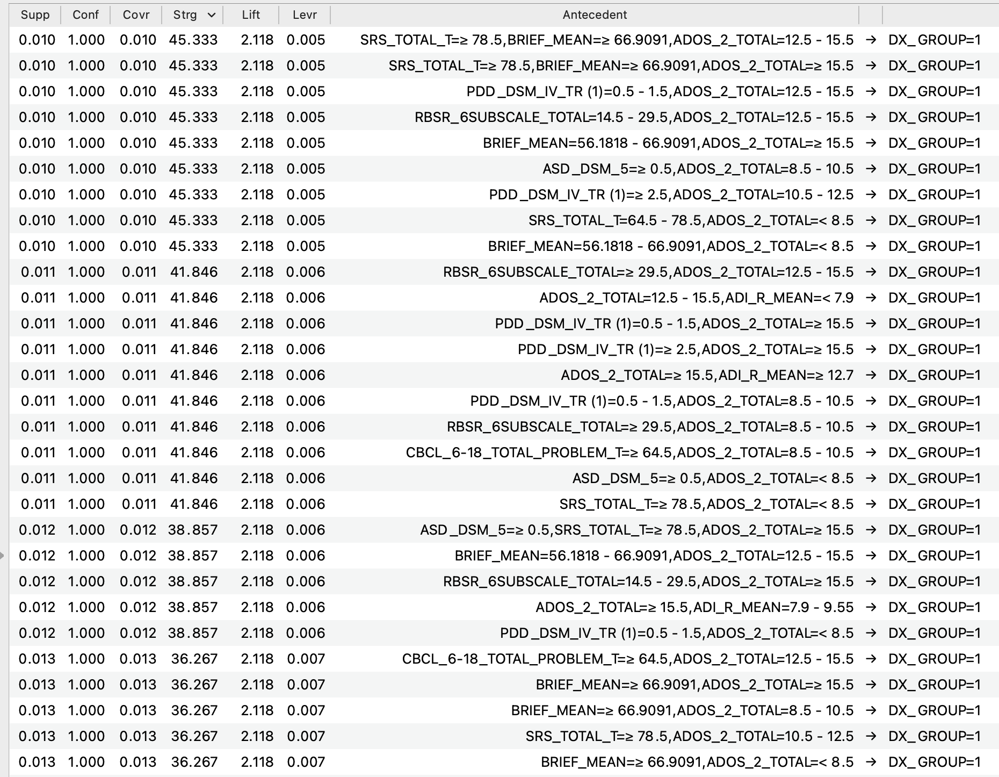 Supp Conf Covr Strg Lift Levr Antecedent
0.010 1.000 0.010 45.333 2.118 0.005 SRS_TOTAL_T=≥ 78.5,BRIEF_MEAN=≥ 66.9091,ADOS_2_TOTAL=12.5 - 15.5 → DX_GROUP=1
0.010 1.000 0.010 45.333 2.118 0.005 SRS_TOTAL_T=≥ 78.5,BRIEF_MEAN=≥ 66.9091,ADOS_2_TOTAL=≥ 15.5 → DX_GROUP=1
0.010 1.000 0.010 45.333 2.118 0.005 PDD_DSM_IV_TR (1)=0.5 - 1.5,ADOS_2_TOTAL=12.5 - 15.5 → DX_GROUP=1
0.010 1.000 0.010 45.333 2.118 0.005 RBSR_6SUBSCALE_TOTAL=14.5 - 29.5,ADOS_2_TOTAL=12.5 - 15.5 → DX_GROUP=1
0.010 1.000 0.010 45.333 2.118 0.005 BRIEF_MEAN=56.1818 - 66.9091,ADOS_2_TOTAL=≥ 15.5 → DX_GROUP=1
0.010 1.000 0.010 45.333 2.118 0.005 ASD_DSM_5=≥ 0.5,ADOS_2_TOTAL=8.5 - 10.5 → DX_GROUP=1
0.010 1.000 0.010 45.333 2.118 0.005 PDD_DSM_IV_TR (1)=≥ 2.5,ADOS_2_TOTAL=10.5 - 12.5 → DX_GROUP=1
0.010 1.000 0.010 45.333 2.118 0.005 SRS_TOTAL_T=64.5 - 78.5,ADOS_2_TOTAL=< 8.5 → DX_GROUP=1
0.010 1.000 0.010 45.333 2.118 0.005 BRIEF_MEAN=56.1818 - 66.9091,ADOS_2_TOTAL=< 8.5 → DX_GROUP=1
0.011 1.000 0.011 41.846 2.118 0.006 RBSR_6SUBSCALE_TOTAL=≥ 29.5,ADOS_2_TOTAL=12.5 - 15.5 → DX_GROUP=1
0.011 1.000 0.011 41.846 2.118 0.006 ADOS_2_TOTAL=12.5 - 15.5,ADI_R_MEAN=< 7.9 → DX_GROUP=1
0.011 1.000 0.011 41.846 2.118 0.006 PDD_DSM_IV_TR (1)=0.5 - 1.5,ADOS_2_TOTAL=≥ 15.5 → DX_GROUP=1
0.011 1.000 0.011 41.846 2.118 0.006 PDD_DSM_IV_TR (1)=≥ 2.5,ADOS_2_TOTAL=≥ 15.5 → DX_GROUP=1
0.011 1.000 0.011 41.846 2.118 0.006 ADOS_2_TOTAL=≥ 15.5,ADI_R_MEAN=≥ 12.7 → DX_GROUP=1
0.011 1.000 0.011 41.846 2.118 0.006 PDD_DSM_IV_TR (1)=0.5 - 1.5,ADOS_2_TOTAL=8.5 - 10.5 → DX_GROUP=1
0.011 1.000 0.011 41.846 2.118 0.006 RBSR_6SUBSCALE_TOTAL=≥ 29.5,ADOS_2_TOTAL=8.5 - 10.5 → DX_GROUP=1
0.011 1.000 0.011 41.846 2.118 0.006 CBCL_6-18_TOTAL_PROBLEM_T=≥ 64.5,ADOS_2_TOTAL=8.5 - 10.5 → DX_GROUP=1
0.011 1.000 0.011 41.846 2.118 0.006 ASD_DSM_5=≥ 0.5,ADOS_2_TOTAL=< 8.5 → DX_GROUP=1
0.011 1.000 0.011 41.846 2.118 0.006 SRS_TOTAL_T=≥ 78.5,ADOS_2_TOTAL=< 8.5 → DX_GROUP=1
0.012 1.000 0.012 38.857 2.118 0.006 ASD_DSM_5=≥ 0.5,SRS_TOTAL_T=≥ 78.5,ADOS_2_TOTAL=≥ 15.5 → DX_GROUP=1
0.012 1.000 0.012 38.857 2.118 0.006 BRIEF_MEAN=56.1818 - 66.9091,ADOS_2_TOTAL=12.5 - 15.5 → DX_GROUP=1
0.012 1.000 0.012 38.857 2.118 0.006 RBSR_6SUBSCALE_TOTAL=14.5 - 29.5,ADOS_2_TOTAL=≥ 15.5 → DX_GROUP=1
0.012 1.000 0.012 38.857 2.118 0.006 ADOS_2_TOTAL=≥ 15.5,ADI_R_MEAN=7.9 - 9.55 → DX_GROUP=1
0.012 1.000 0.012 38.857 2.118 0.006 PDD_DSM_IV_TR (1)=0.5 - 1.5,ADOS_2_TOTAL=< 8.5 → DX_GROUP=1
0.013 1.000 0.013 36.267 2.118 0.007 CBCL_6-18_TOTAL_PROBLEM_T=≥ 64.5,ADOS_2_TOTAL=12.5 - 15.5 → DX_GROUP=1
0.013 1.000 0.013 36.267 2.118 0.007 BRIEF_MEAN=≥ 66.9091,ADOS_2_TOTAL=≥ 15.5 → DX_GROUP=1
0.013 1.000 0.013 36.267 2.118 0.007 BRIEF_MEAN=≥ 66.9091,ADOS_2_TOTAL=8.5 - 10.5 → DX_GROUP=1
0.013 1.000 0.013 36.267 2.118 0.007 SRS_TOTAL_T=≥ 78.5,ADOS_2_TOTAL=10.5 - 12.5 → DX_GROUP=1
0.013 1.000 0.013 36.267 2.118 0.007 BRIEF_MEAN=≥ 66.9091,ADOS_2_TOTAL=< 8.5 → DX_GROUP=1